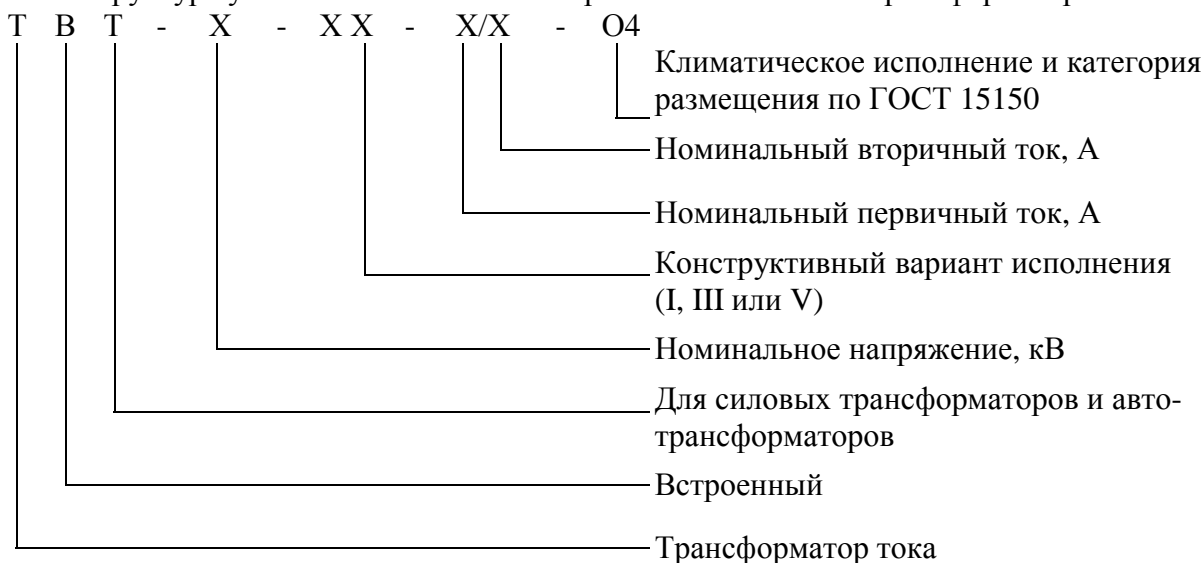 Т В Т - Х - Х Х - Х/Х - О4
Климатическое исполнение и категория
размещения по ГОСТ 15150
Номинальный вторичный ток, А
Номинальный первичный ток, А
Конструктивный вариант исполнения
(I, III или V)
Номинальное напряжение, кВ
Для силовых трансформаторов и авто-
трансформаторов
Встроенный
Трансформатор тока